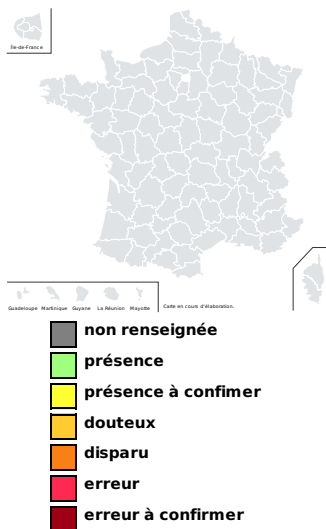 Île-de-France
Guadeloupe Martinique Guyane La Réunion Mayotte Carte en cours d'élaboration.
non renseignée
présence
présence à confimer
douteux
disparu
erreur
erreur à confirmer